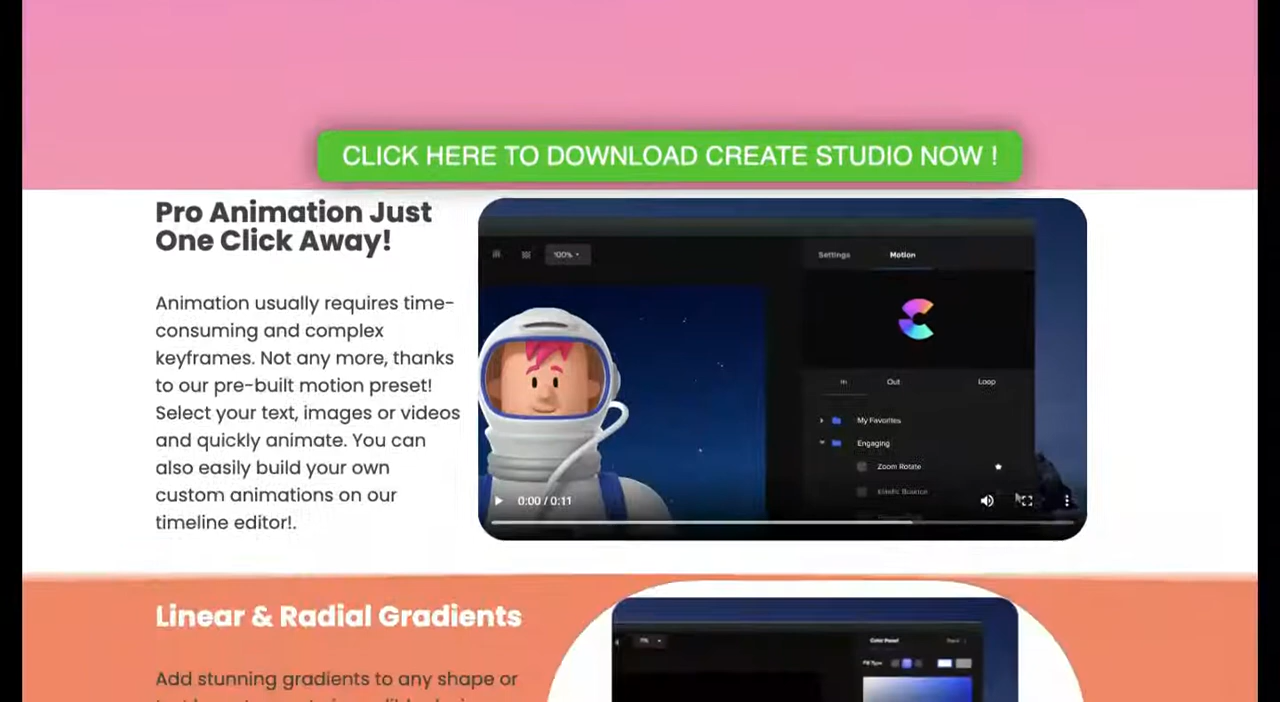 CLICK HERE TO DOWNLOAD CREATE STUDIO NOW !
Pro Animation Just
One Click Away!
Animation usually requires time-
consuming and complex
keyframes. Not any more, thanks
to our pre-built motion preset!
Select your text, images or videos
and quickly animate. You can
also easily build your own
custom animations on our
timeline editor!.
100%
Settings Motion
In Out Loop
My Favorites
Engaging
Zoom Rotate
0:00 / 0:11
Linear & Radial Gradients
Add stunning gradients to any shape or
Color Panel
Fill Type